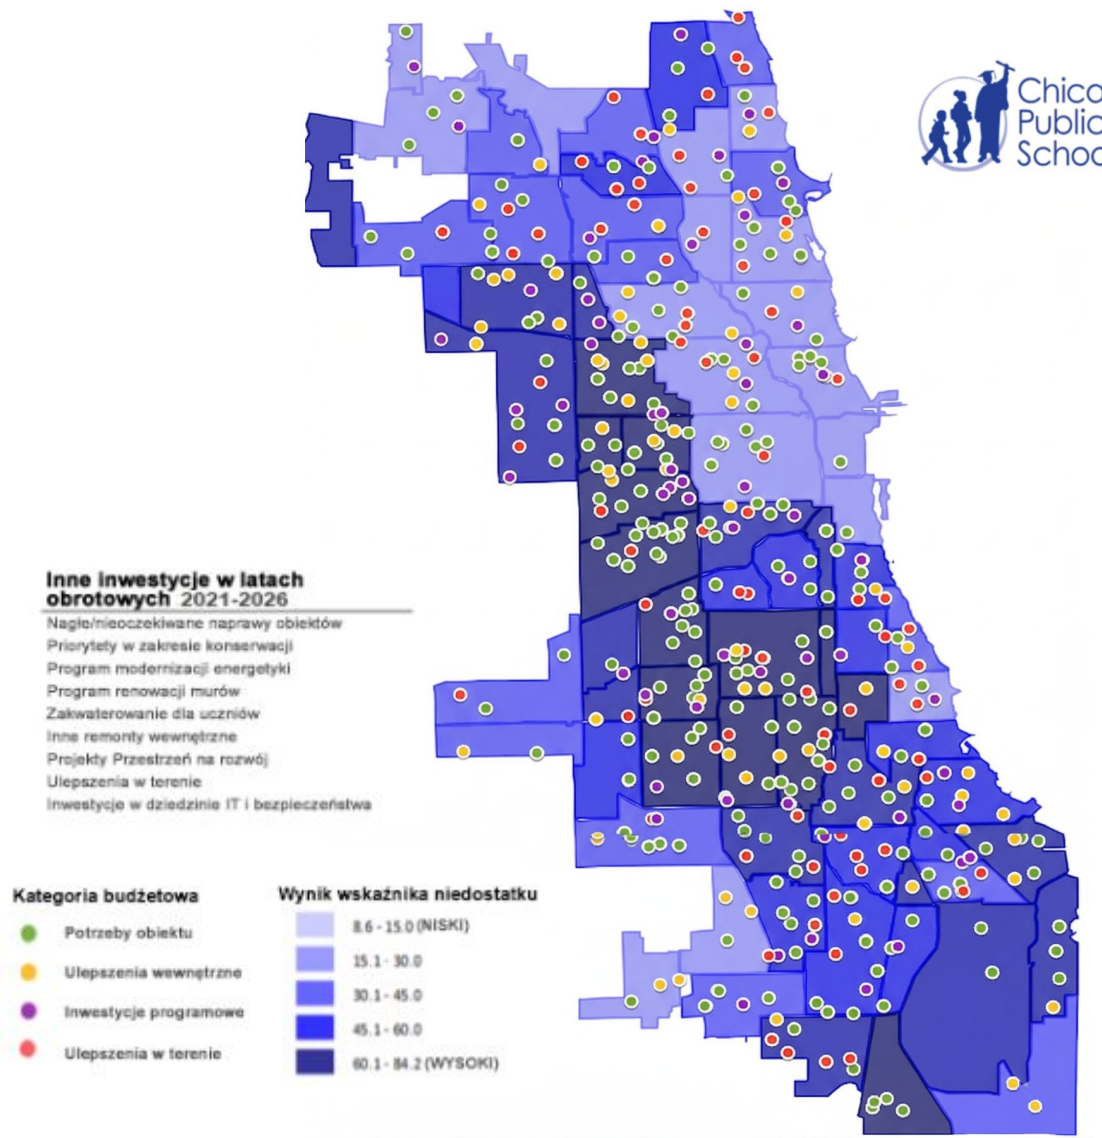 Chica
Public
Schoo
Inne inwestycje w latach
obrotowych 2021-2026
Nagłe/nieoczekiwane naprawy obiektów
Priorytety w zakresie konserwacji
Program modernizacji energetyki
Program renowacji murów
Zakwaterowanie dla uczniów
Inne remonty wewnętrzne
Projekty Przestrzeń na rozwój
Ulepszenia w terenie
Inwestycje w dziedzinie IT i bezpieczeństwa
Kategoria budżetowa
Potrzeby obiektu
Ulepszenia wewnętrzne
Inwestycje programowe
Ulepszenia w terenie
Wynik wskaźnika niedostatku
8.6 - 15.0 (NISKI)
15.1 - 30.0
30.1 - 45.0
45.1 - 60.0
60.1 - 84.2 (WYSOKI)